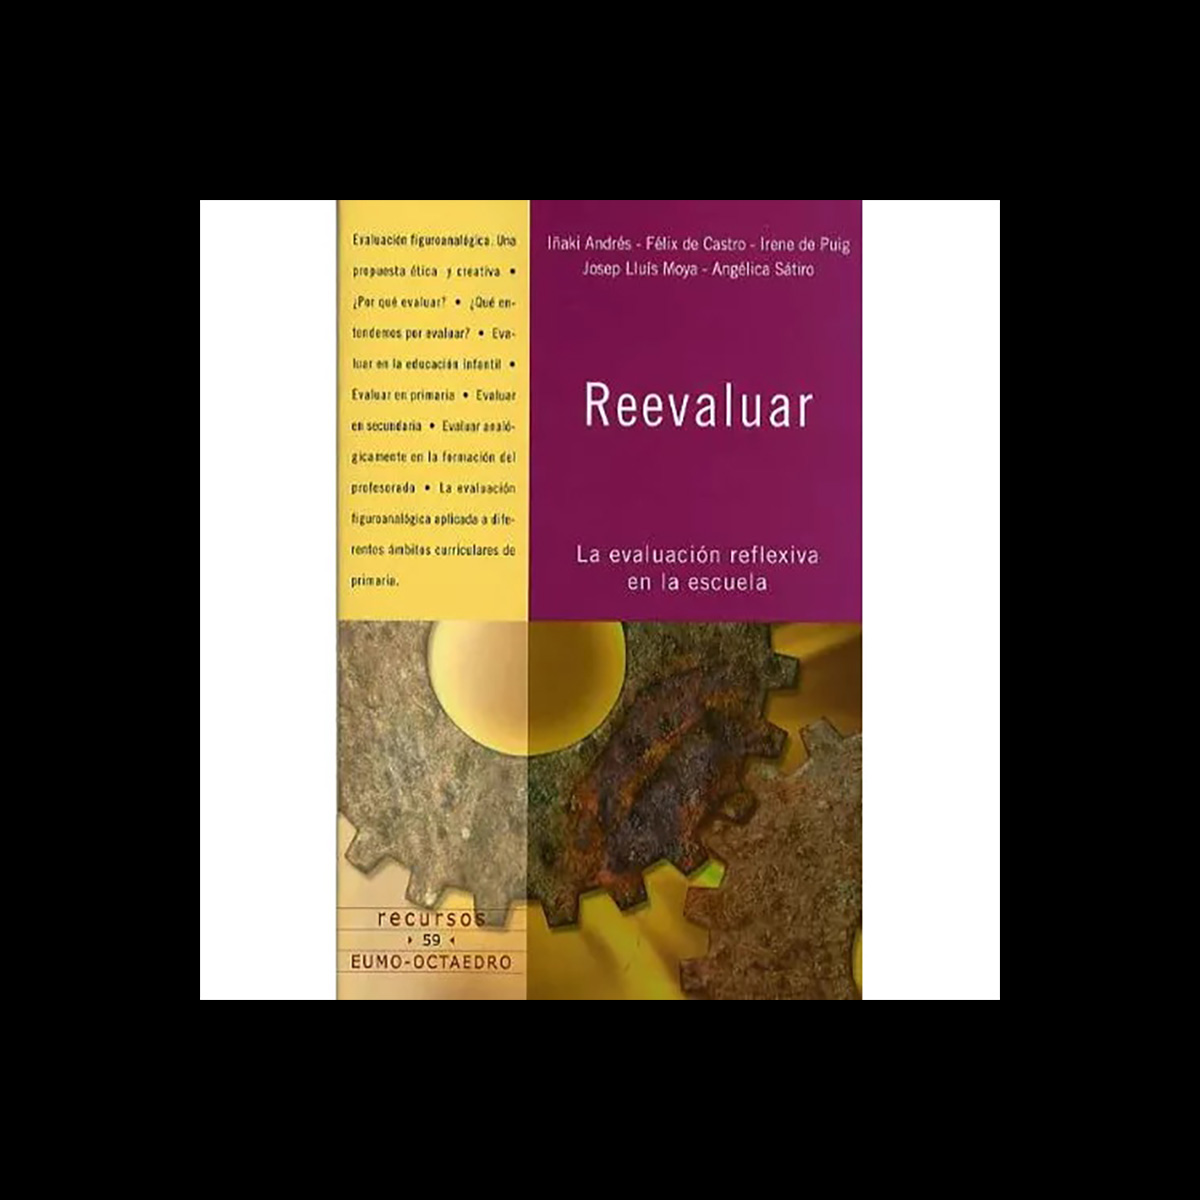 Evaluación figuroanalógica. Una
propuesta ética y creativa •
¿Por qué evaluar? • ¿Qué en-
tendemos por evaluar? • Eva-
luar en la educación infantil •
Evaluar en primaria • Evaluar
en secundaria • Evaluar analó-
gicamente en la formación del
profesorado • La evaluación
figuroanalógica aplicada a dife-
rentes ámbitos curriculares de
primaria.
Iñaki Andrés - Félix de Castro - Irene de Puig
Josep Lluís Moya - Angélica Sátiro
Reevaluar
La evaluación reflexiva
en la escuela
recursos
59
EUMO-OCTAEDRO